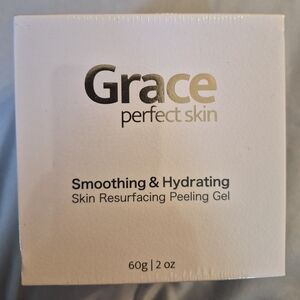 Grace
perfect skin
Smoothing & Hydrating
Skin Resurfacing Peeling Gel
60g | 2 oz